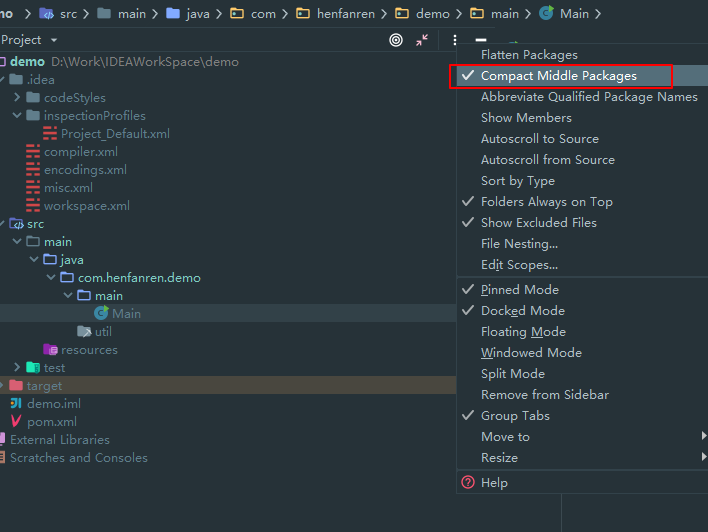 no > src > main > java > com > henfanren > demo > main > Main >
Project
demo D:\Work\IDEAWorkSpace\demo
.idea
codeStyles
inspectionProfiles
Project_Default.xml
compiler.xml
encodings.xml
misc.xml
workspace.xml
src
main
java
com.henfanren.demo
main
Main
util
resources
test
target
demo.iml
pom.xml
External Libraries
Scratches and Consoles
Flatten Packages
Compact Middle Packages
Abbreviate Qualified Package Names
Show Members
Autoscroll to Source
Autoscroll from Source
Sort by Type
Folders Always on Top
Show Excluded Files
File Nesting...
Edit Scopes...
Pinned Mode
Docked Mode
Floating Mode
Windowed Mode
Split Mode
Remove from Sidebar
Group Tabs
Move to
Resize
Help